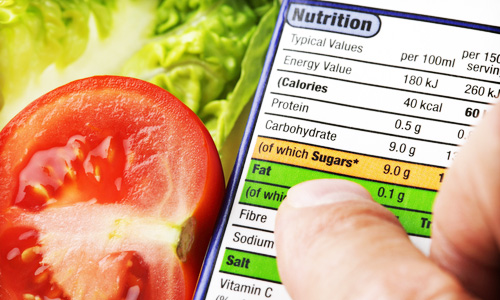 Nutrition
Typical Values per 100ml per 150
servin
Energy Value 180 kJ 260 kJ
(Calories 40 kcal 60
Protein 0.5 g 0.
Carbohydrate 9.0 g
(of which Sugars* 9.0 g 1
Fat 0.1 g
(of whi Tr
Fibre
Sodium
Salt
Vitamin C
(%